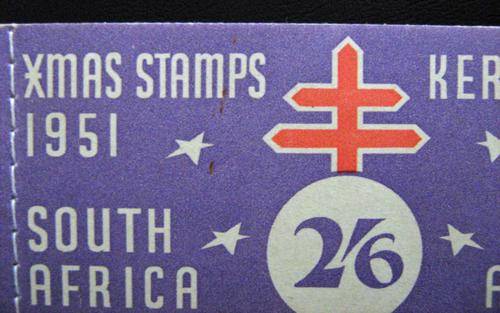 XMAS STAMPS
1951
SOUTH
AFRICA
2/6
KER
A